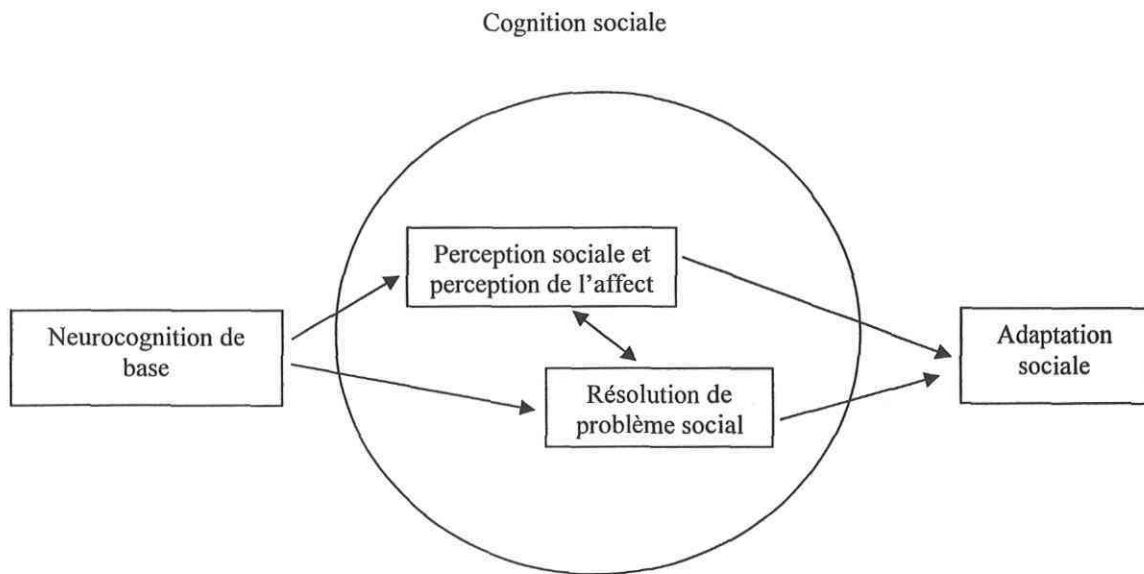 Cognition sociale
Perception sociale et
perception de l'affect
Neurocognition de
base
Adaptation
sociale
Résolution de
problème social